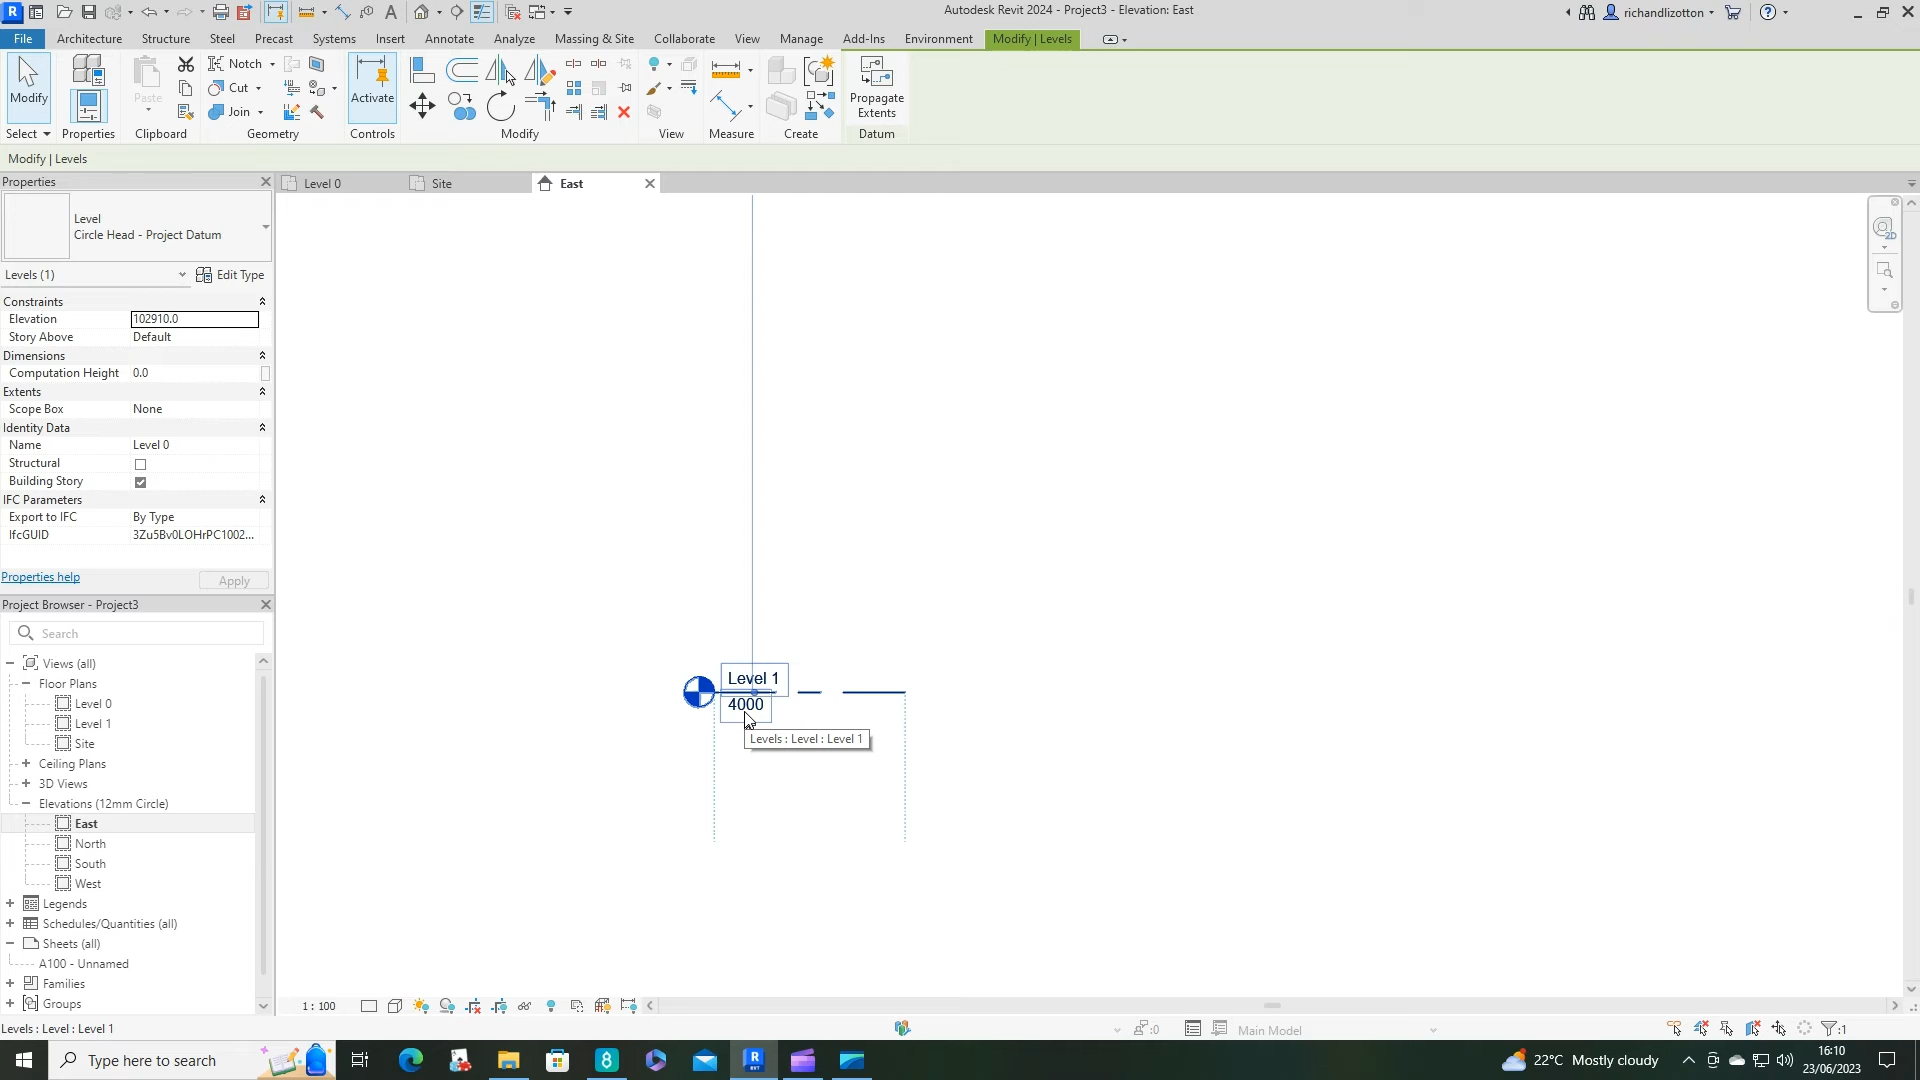 Autodesk Revit 2024 - Project3 - Elevation: East
richandlizotton
File Architecture Structure Steel Precast Systems Insert Annotate Analyze Massing & Site Collaborate View Manage Add-Ins Environment Modify | Levels
Modify
Select
Properties
Paste
Clipboard
Notch
Cut
Join
Geometry
Activate
Controls
Modify
View
Measure
Create
Propagate
Extents
Datum
Modify | Levels
Properties
Level
Circle Head - Project Datum
Levels (1)
Edit Type
Constraints
Elevation 102910.0
Story Above Default
Dimensions
Computation Height 0.0
Extents
Scope Box None
Identity Data
Name Level 0
Structural
Building Story
IFC Parameters
Export to IFC By Type
IfcGUID 3Zu5Bv0LOHrPC1002...
Properties help
Apply
Project Browser - Project3
Search
Views (all)
Floor Plans
Level 0
Level 1
Site
Ceiling Plans
3D Views
Elevations (12mm Circle)
East
North
South
West
Legends
Schedules/Quantities (all)
Sheets (all)
A100 - Unnamed
Families
Groups
Level 0
Site
East
2D
Level 1
4000
Levels : Level : Level 1
1 : 100
Levels : Level : Level 1
:0
Main Model
:1
Type here to search
22°C Mostly cloudy
16:10
23/06/2023